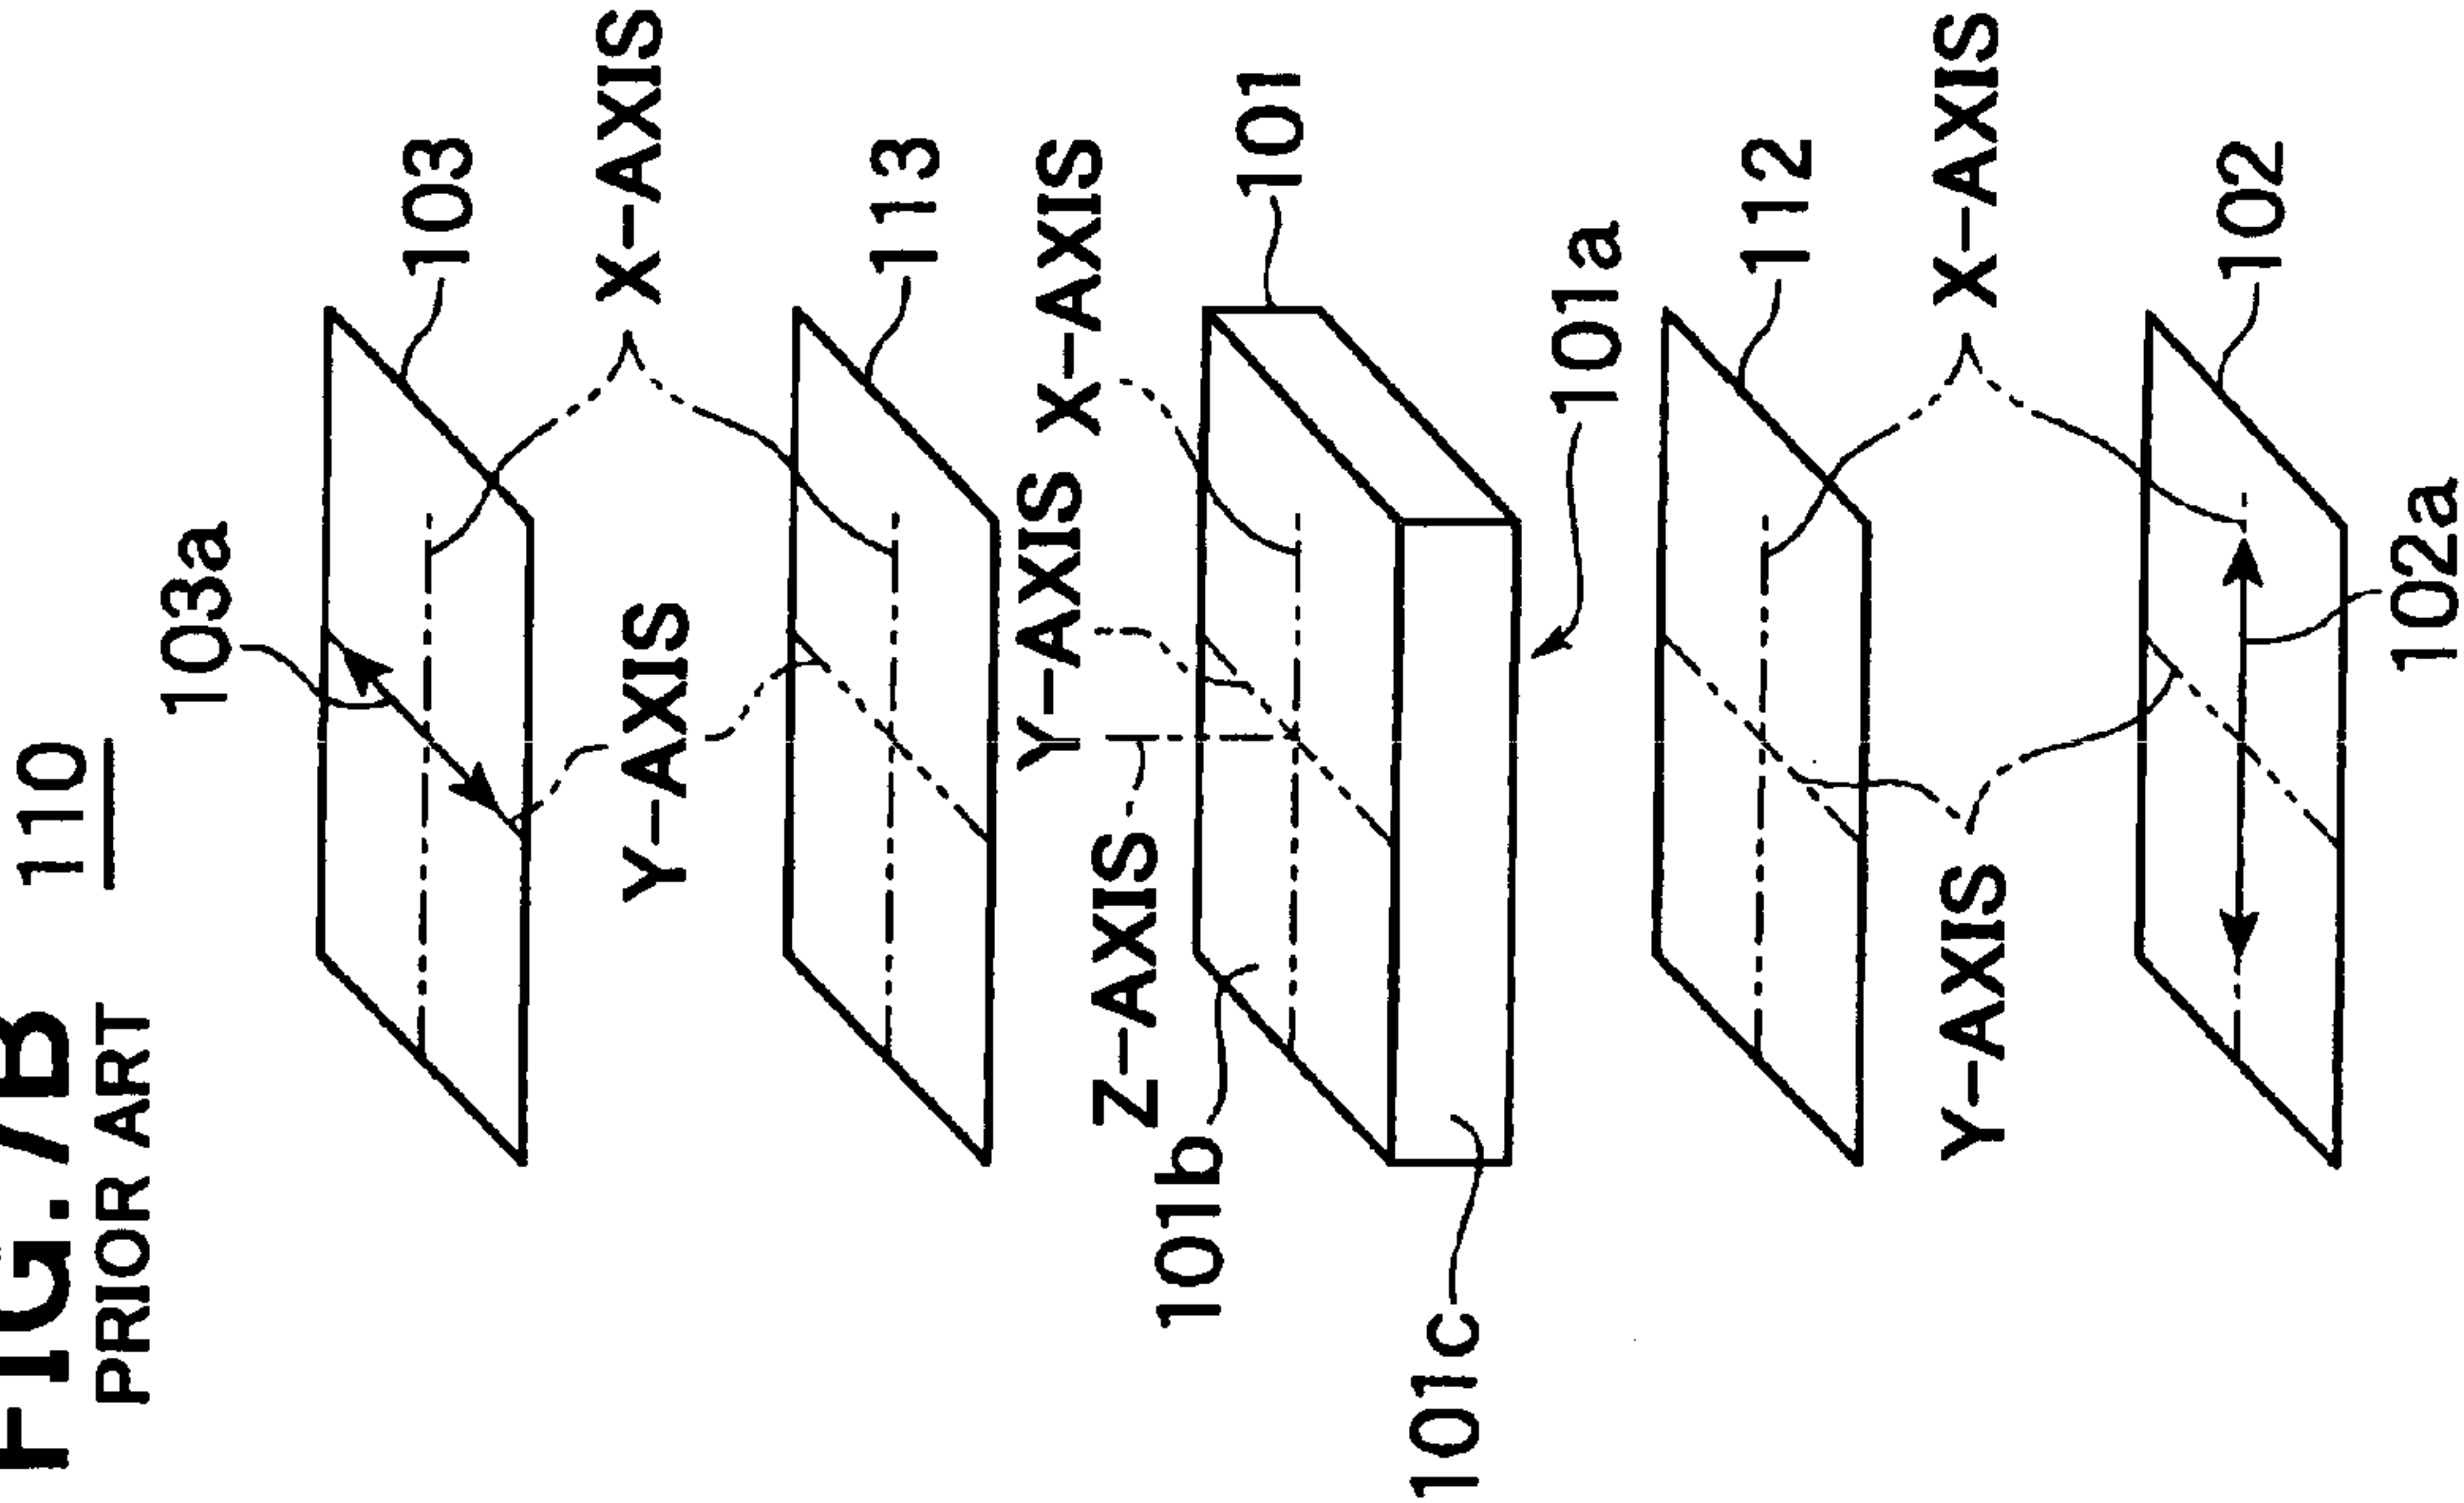 FIG. 7B 110
PRIOR ART
103a
103
X-AXIS
Y-AXIS
113
Y-AXIS
X-AXIS
Z-AXIS
101b
101
101c
101a
112
X-AXIS
Y-AXIS
102
102a